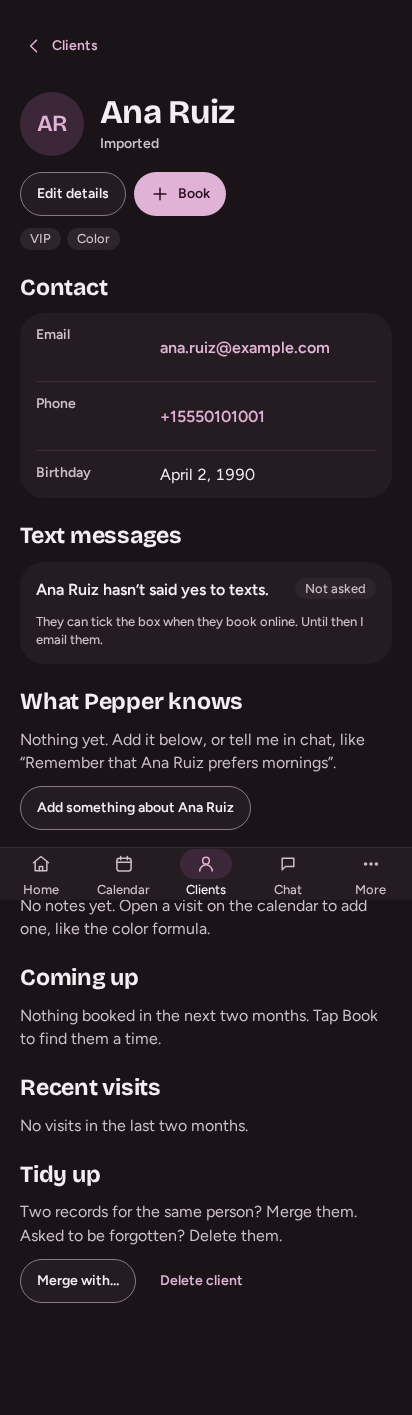 Clients
AR
Ana Ruiz
Imported
Edit details
Book
VIP
Color
Contact
Email
ana.ruiz@example.com
Phone
+15550101001
Birthday
April 2, 1990
Text messages
Ana Ruiz hasn’t said yes to texts.
Not asked
They can tick the box when they book online. Until then I
email them.
What Pepper knows
Nothing yet. Add it below, or tell me in chat, like
“Remember that Ana Ruiz prefers mornings”.
Add something about Ana Ruiz
Home
Calendar
Clients
Chat
More
No notes yet. Open a visit on the calendar to add
one, like the color formula.
Coming up
Nothing booked in the next two months. Tap Book
to find them a time.
Recent visits
No visits in the last two months.
Tidy up
Two records for the same person? Merge them.
Asked to be forgotten? Delete them.
Merge with…
Delete client